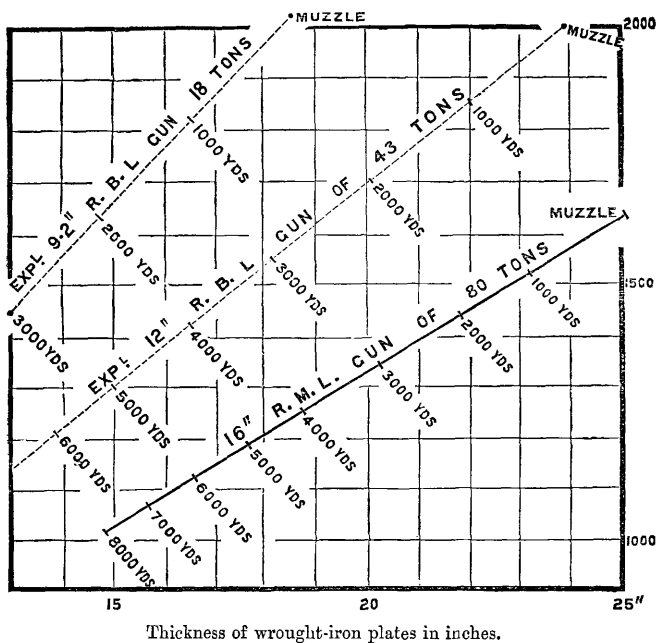 MUZZLE
EXPL. 9·2" R. B. L GUN 18 TONS
1000 YDS
2000 YDS
3000 YDS
MUZZLE
EXPL. 12" R. B. L GUN OF 43 TONS
1000 YDS
2000 YDS
3000 YDS
4000 YDS
5000 YDS
6000 YDS
MUZZLE
16" R. M. L. GUN OF 80 TONS
1000 YDS
2000 YDS
3000 YDS
4000 YDS
5000 YDS
6000 YDS
7000 YDS
8000 YDS
2000
1500
1000
15
20
25"
Thickness of wrought-iron plates in inches.